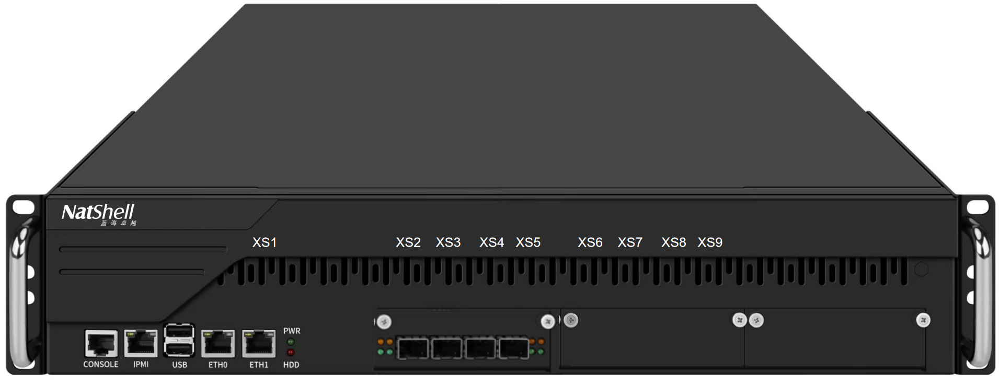 NatShell
蓝海卓越
XS1 XS2 XS3 XS4 XS5 XS6 XS7 XS8 XS9
PWR
CONSOLE IPMI USB ETH0 ETH1 HDD